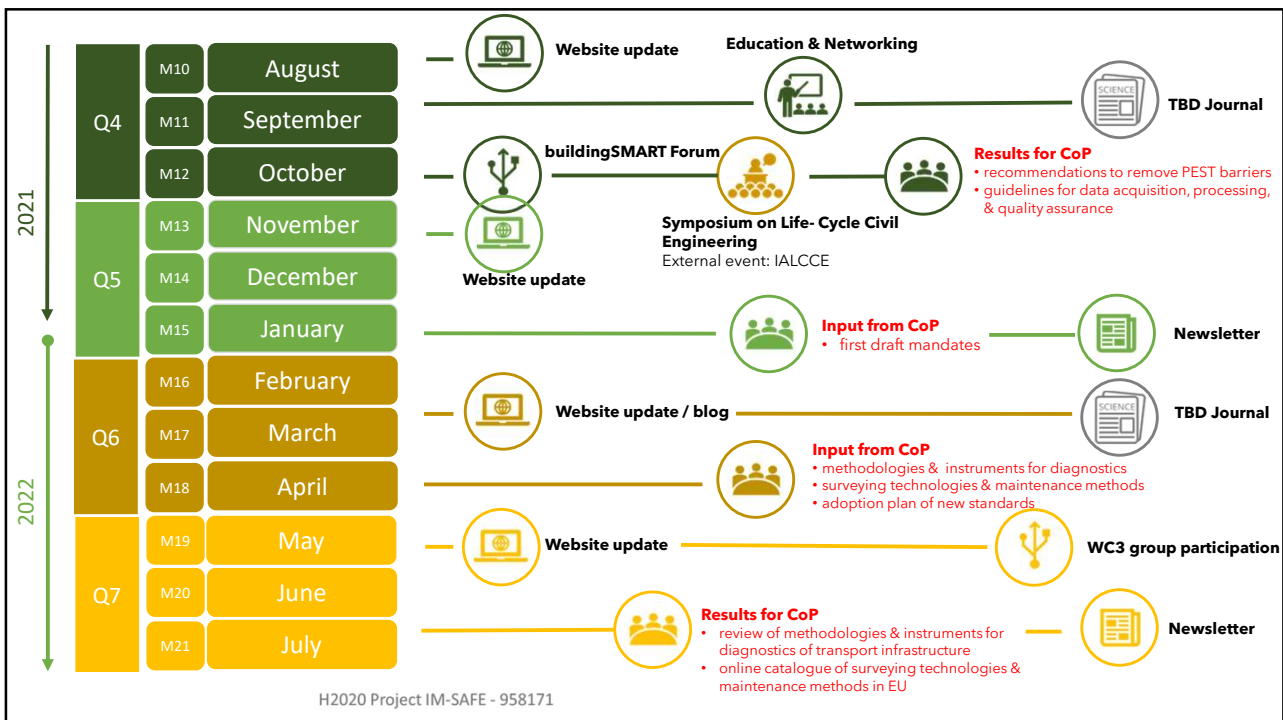 2021
2022
Q4
M10
August
M11
September
M12
October
Q5
M13
November
M14
December
M15
January
Q6
M16
February
M17
March
M18
April
Q7
M19
May
M20
June
M21
July
Website update
Education & Networking
SCIENCE
TBD Journal
buildingSMART Forum
Symposium on Life- Cycle Civil
Engineering
External event: IALCCE
Results for CoP
• recommendations to remove PEST barriers
• guidelines for data acquisition, processing,
& quality assurance
Website update
Input from CoP
• first draft mandates
Newsletter
Website update / blog
SCIENCE
TBD Journal
Input from CoP
• methodologies & instruments for diagnostics
• surveying technologies & maintenance methods
• adoption plan of new standards
Website update
WC3 group participation
Results for CoP
• review of methodologies & instruments for
diagnostics of transport infrastructure
• online catalogue of surveying technologies &
maintenance methods in EU
Newsletter
H2020 Project IM-SAFE - 958171